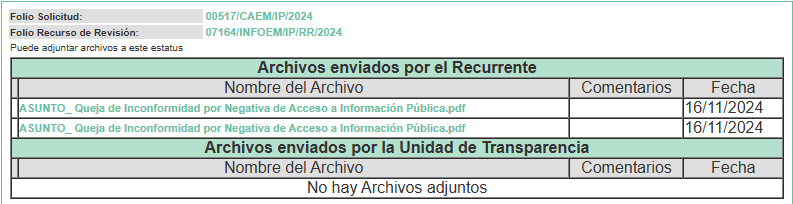 Folio Solicitud: 00517/CAEM/IP/2024
Folio Recurso de Revisión: 07164/INFOEM/IP/RR/2024
Puede adjuntar archivos a este estatus
Archivos enviados por el Recurrente
Nombre del Archivo Comentarios Fecha
ASUNTO_ Queja de Inconformidad por Negativa de Acceso a Información Pública.pdf 16/11/2024
ASUNTO_ Queja de Inconformidad por Negativa de Acceso a Información Pública.pdf 16/11/2024
Archivos enviados por la Unidad de Transparencia
Nombre del Archivo Comentarios Fecha
No hay Archivos adjuntos